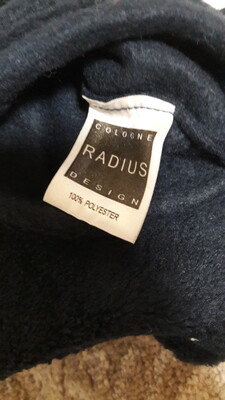 COLOGNE
RADIUS
DESIGN
100% POLYESTER